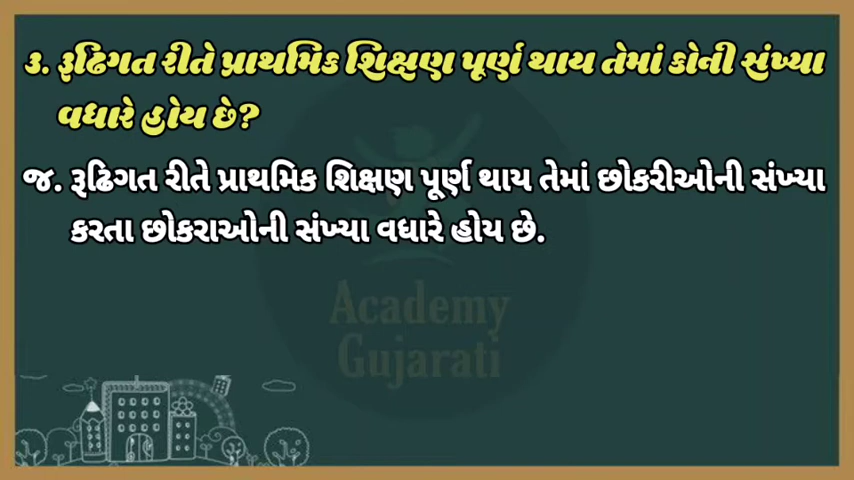 ૩. રૂઢિગત રીતે પ્રાથમિક શિક્ષણ પૂર્ણ થાય તેમાં કોની સંખ્યા
વધારે હોય છે?
જ. રૂઢિગત રીતે પ્રાથમિક શિક્ષણ પૂર્ણ થાય તેમાં છોકરીઓની સંખ્યા
કરતા છોકરાઓની સંખ્યા વધારે હોય છે.
Academy
Gujarati